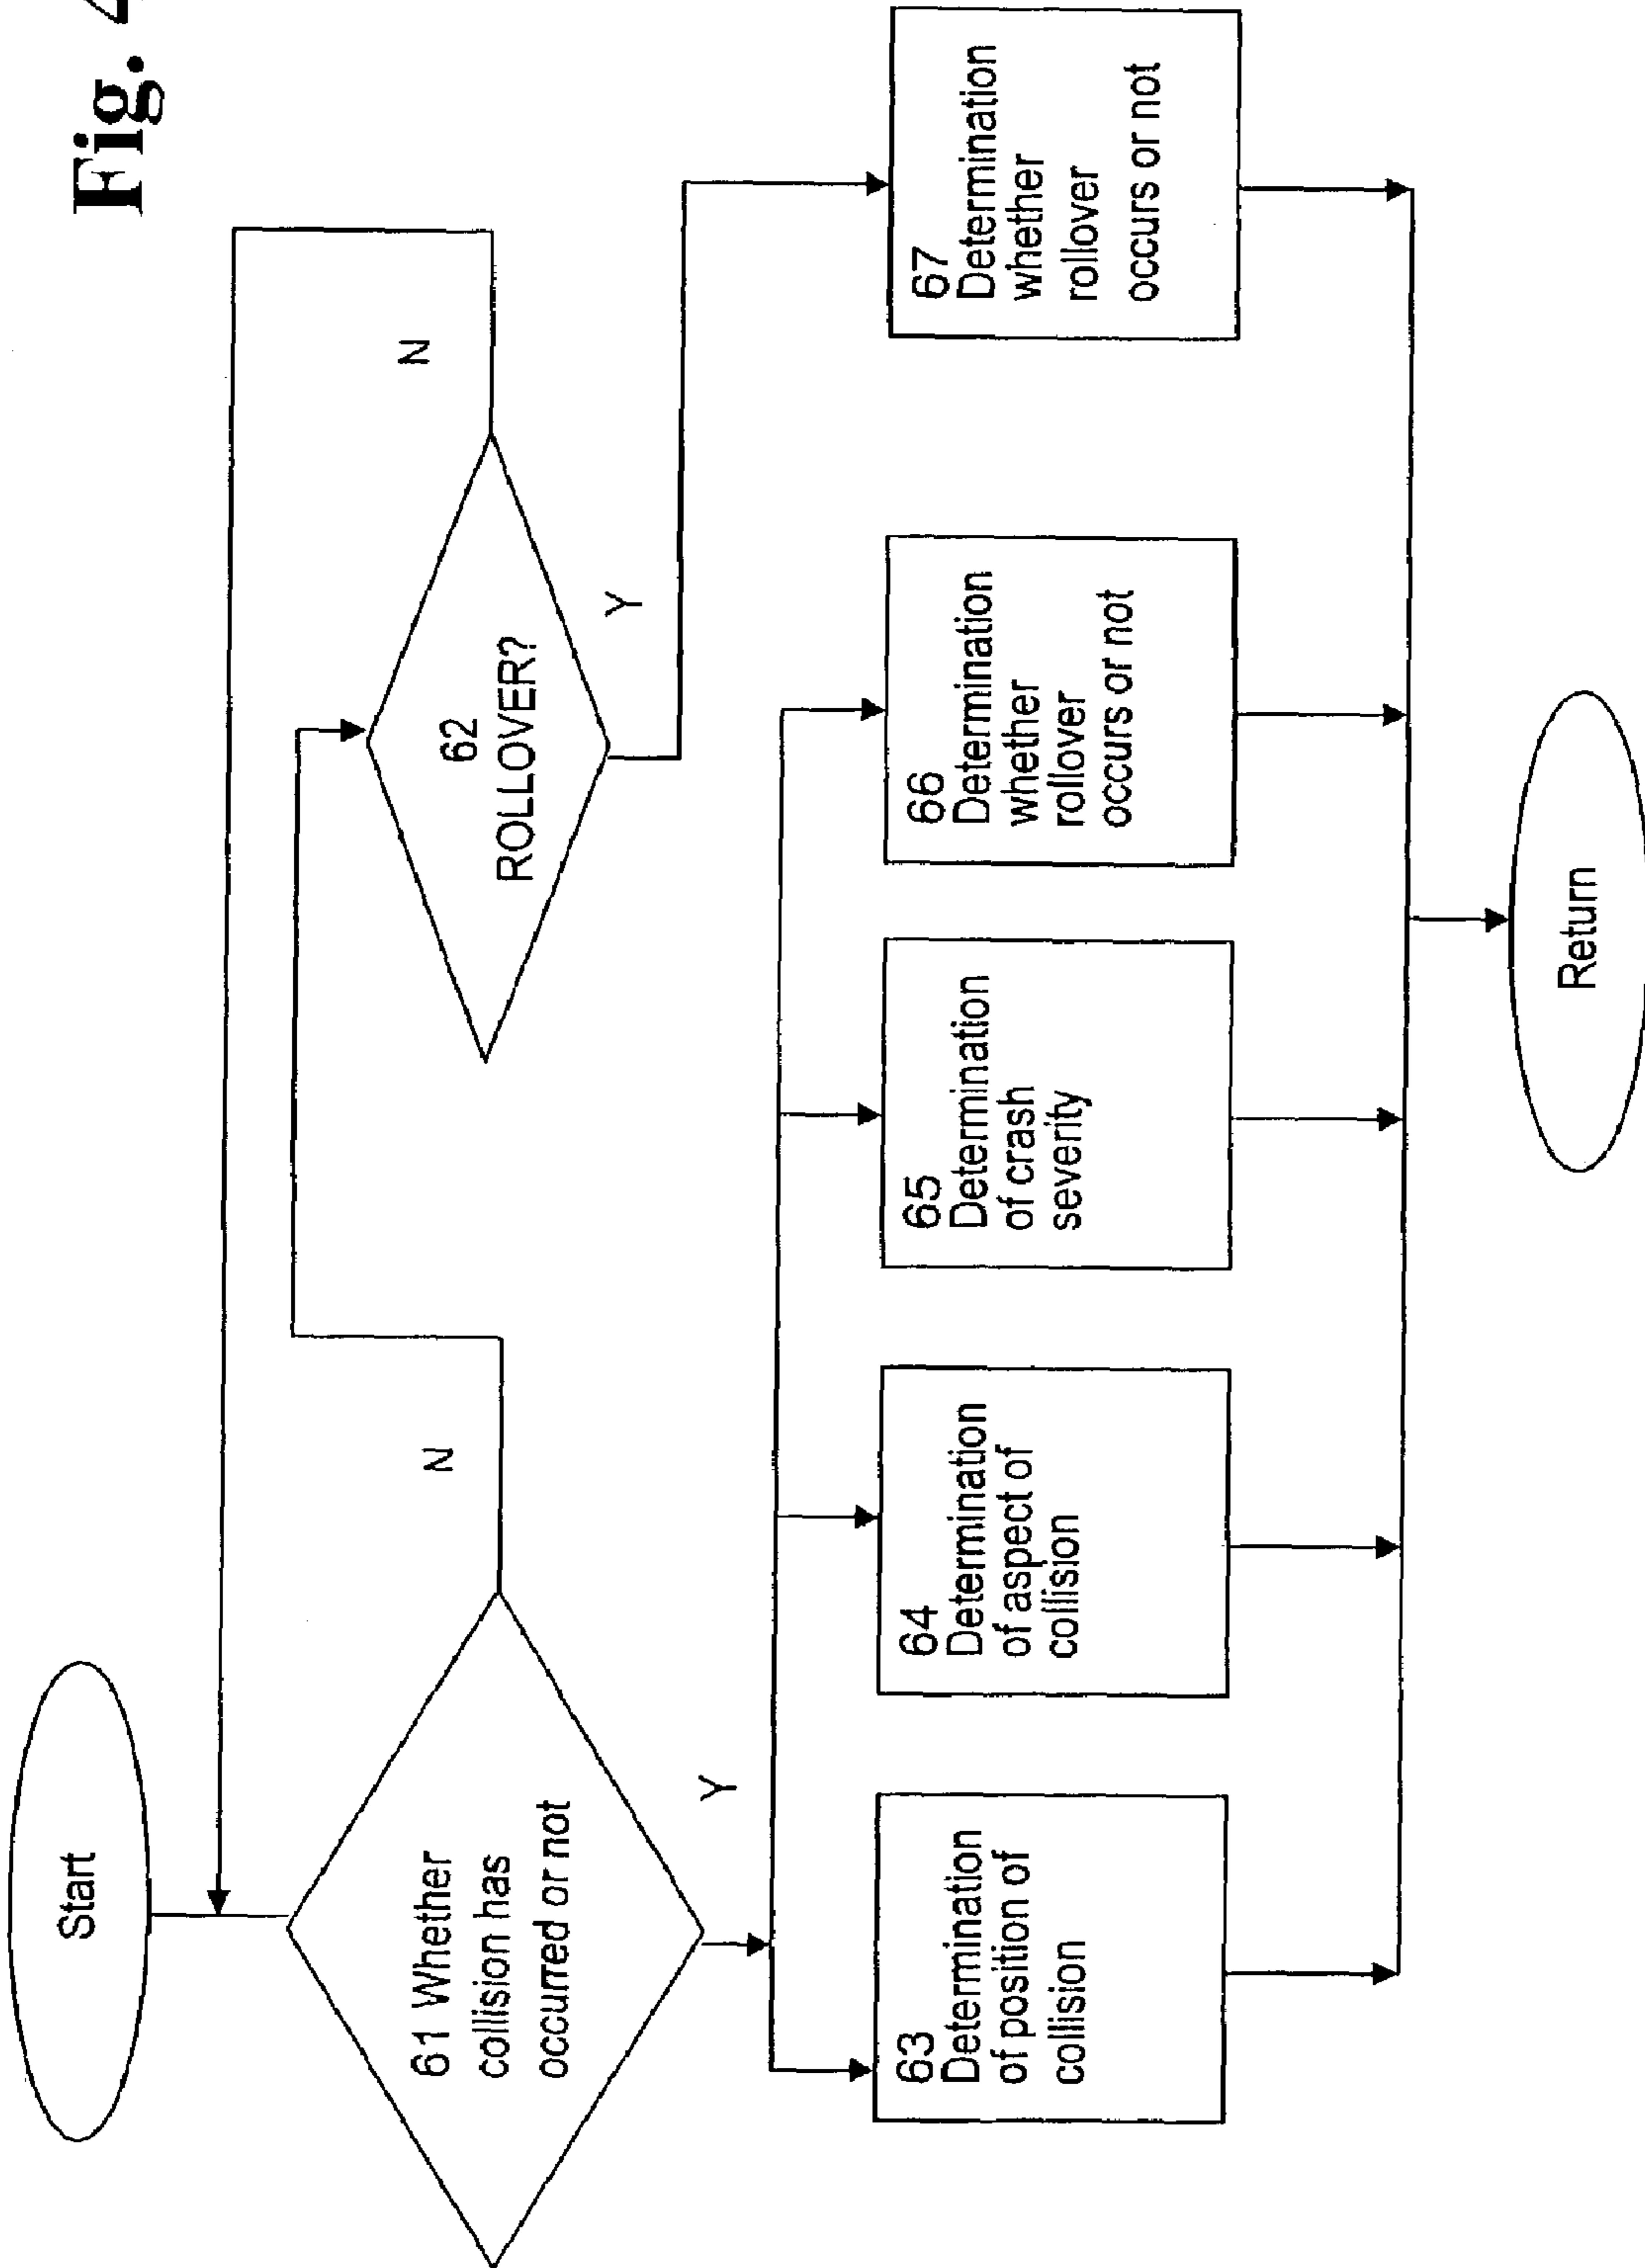 Fig. 4
Start
61 Whether
collision has
occurred or not
N
Y
62
ROLLOVER?
N
Y
63
Determination
of position of
collision
64
Determination
of aspect of
collision
65
Determination
of crash
severity
66
Determination
whether
rollover
occurs or not
67
Determination
whether
rollover
occurs or not
Return